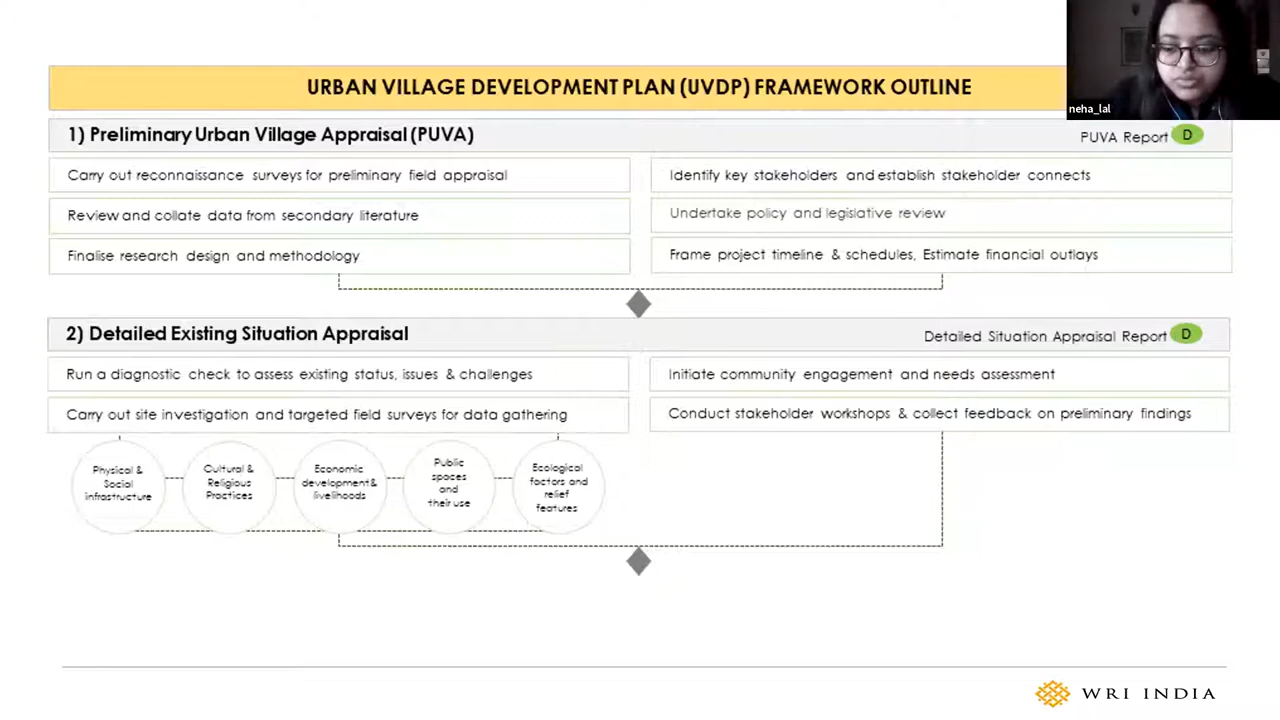 URBAN VILLAGE DEVELOPMENT PLAN (UVDP) FRAMEWORK OUTLINE
neha_lal
1) Preliminary Urban Village Appraisal (PUVA)
PUVA Report D
Carry out reconnaissance surveys for preliminary field appraisal
Identify key stakeholders and establish stakeholder connects
Review and collate data from secondary literature
Undertake policy and legislative review
Finalise research design and methodology
Frame project timeline & schedules, Estimate financial outlays
2) Detailed Existing Situation Appraisal
Detailed Situation Appraisal Report D
Run a diagnostic check to assess existing status, issues & challenges
Initiate community engagement and needs assessment
Carry out site investigation and targeted field surveys for data gathering
Conduct stakeholder workshops & collect feedback on preliminary findings
Physical &
Social
infrastructure
Cultural &
Religious
Practices
Economic
development &
livelihoods
Public
spaces
and
their use
Ecological
factors and
relief
features
WRI INDIA